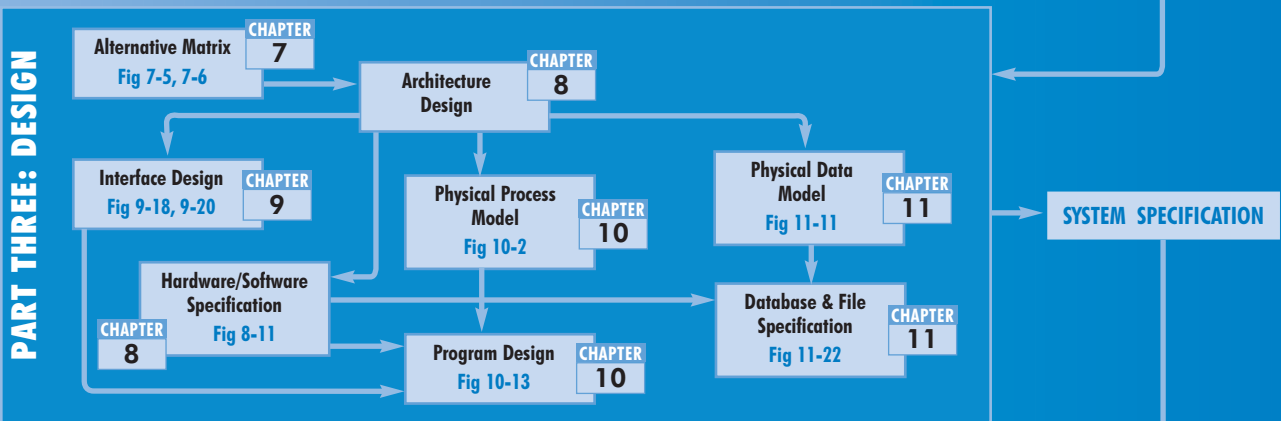 PART THREE: DESIGN
Alternative Matrix
Fig 7-5, 7-6
CHAPTER
7
Architecture
Design
CHAPTER
8
Interface Design
Fig 9-18, 9-20
CHAPTER
9
Physical Process
Model
Fig 10-2
CHAPTER
10
Physical Data
Model
Fig 11-11
CHAPTER
11
SYSTEM SPECIFICATION
Hardware/Software
Specification
Fig 8-11
CHAPTER
8
Database & File
Specification
Fig 11-22
CHAPTER
11
Program Design
Fig 10-13
CHAPTER
10